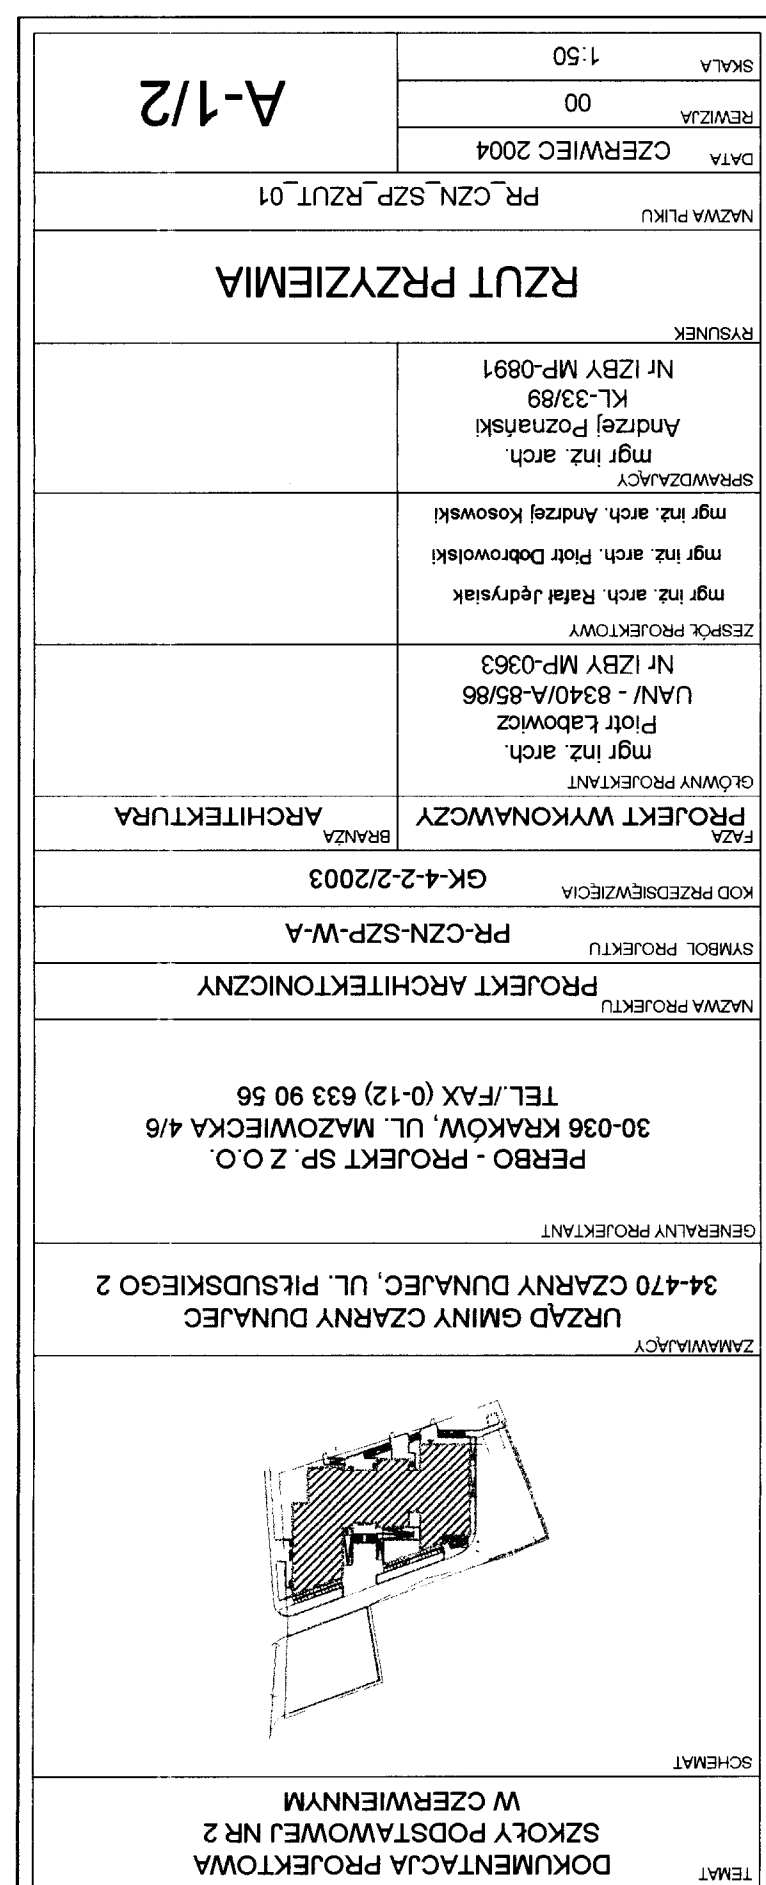 TEMAT
DOKUMENTACJA PROJEKTOWA
SZKOŁY PODSTAWOWEJ NR 2
W CZERWIENNYM
SCHEMAT
ZAMAWIAJĄCY
URZĄD GMINY CZARNY DUNAJEC
34-470 CZARNY DUNAJEC, UL. PIŁSUDSKIEGO 2
GENERALNY PROJEKTANT
PERBO - PROJEKT SP. Z O.O.
30-036 KRAKÓW, UL. MAZOWIECKA 4/6
TEL./FAX (0-12) 633 90 56
NAZWA PROJEKTU
PROJEKT ARCHITEKTONICZNY
SYMBOL PROJEKTU PR-CZN-SZP-W-A
KOD PRZEDSIĘWZIĘCIA GK-4-2-2/2003
FAZA
PROJEKT WYKONAWCZY
BRANŻA
ARCHITEKTURA
GŁÓWNY PROJEKTANT
mgr inż. arch.
Piotr Łabowicz
UAN/ - 8340/A-85/86
Nr IZBY MP-0363
ZESPÓŁ PROJEKTOWY
mgr inż. arch. Rafał Jędrysiak
mgr inż. arch. Piotr Dobrowolski
mgr inż. arch. Andrzej Kosowski
SPRAWDZAJĄCY
mgr inż. arch.
Andrzej Poznański
KL-33/89
Nr IZBY MP-0891
RYSUNEK
RZUT PRZYZIEMIA
NAZWA PLIKU
PR_CZN_SZP_RZUT_01
DATA CZERWIEC 2004
REWIZJA 00
SKALA 1:50
A-1/2